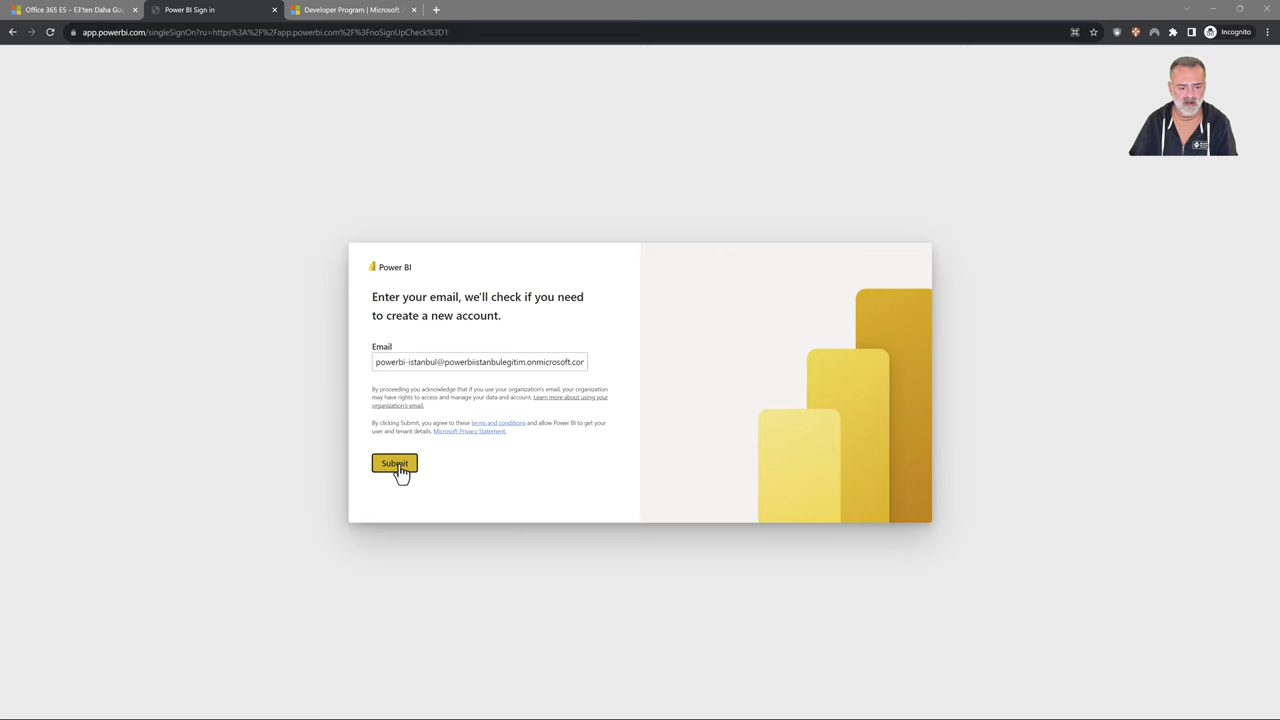 Office 365 E5 – E3'ten Daha Gü
Power BI Sign in
Developer Program | Microsoft
app.powerbi.com/singleSignOn?ru=https%3A%2F%2Fapp.powerbi.com%2F%3FnoSignUpCheck%3D1
Incognito
Power BI
Enter your email, we'll check if you need
to create a new account.
Email
powerbi-istanbul@powerbiistanbulegitim.onmicrosoft.cor
By proceeding you acknowledge that if you use your organization's email, your organization
may have rights to access and manage your data and account. Learn more about using your
organization's email.
By clicking Submit, you agree to these terms and conditions and allow Power BI to get your
user and tenant details. Microsoft Privacy Statement.
Submit